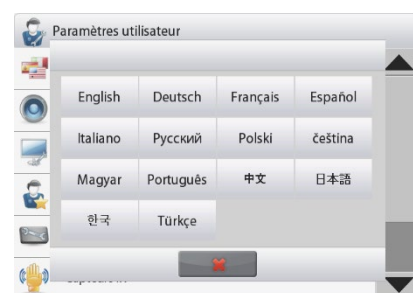 Paramètres utilisateur
English Deutsch Français Español
Italiano Русский Polski čeština
Magyar Português 中文 日本語
한국 Türkçe